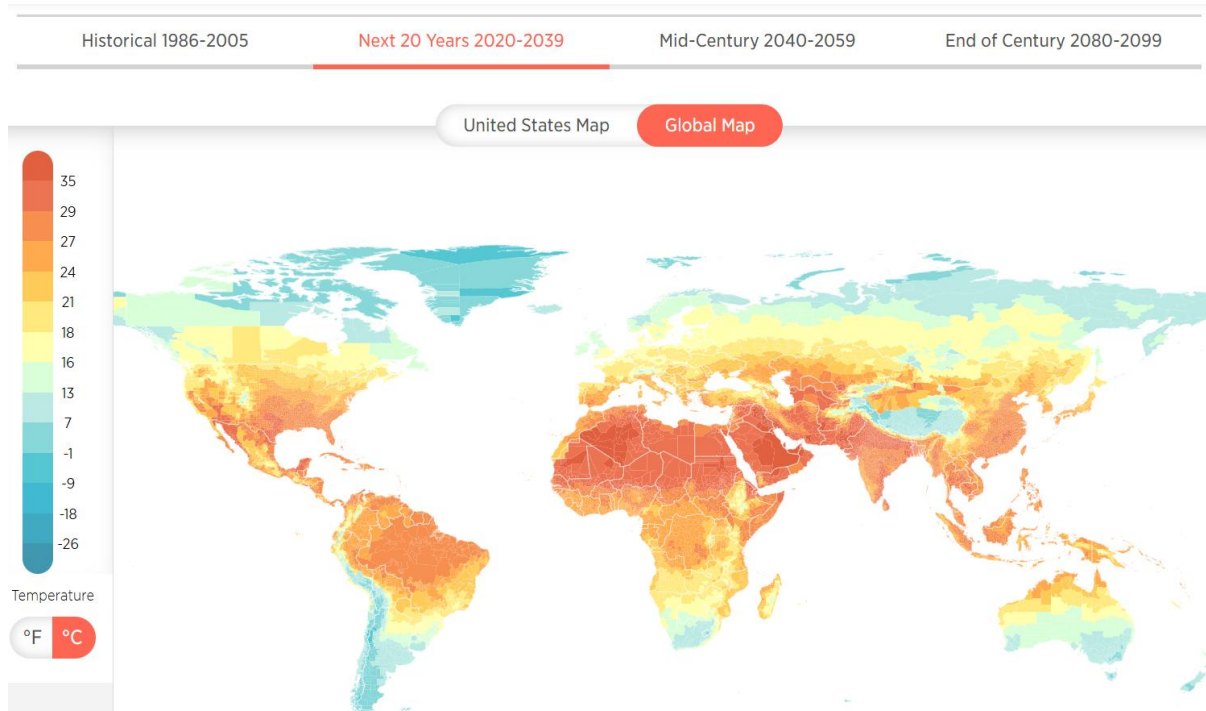 Historical 1986-2005
Next 20 Years 2020-2039
Mid-Century 2040-2059
End of Century 2080-2099
United States Map
Global Map
35
29
27
24
21
18
16
13
7
-1
-9
-18
-26
Temperature
°F
°C